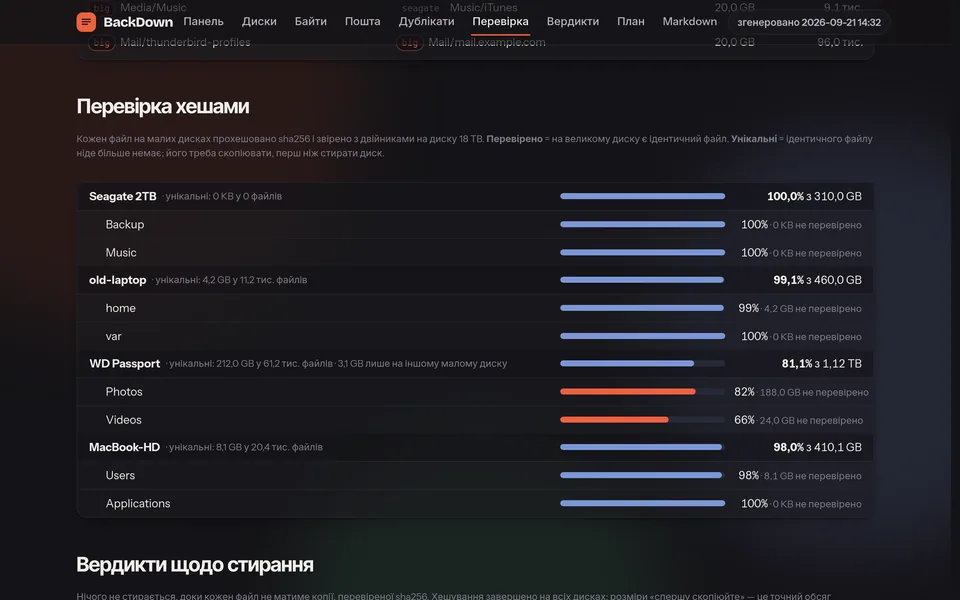 big Media/Music seagate Music/iTunes 20,0 GB 9,1 тис.
BackDown Панель Диски Байти Пошта Дублікати Перевірка Вердикти План Markdown згенеровано 2026-09-21 14:32
big Mail/thunderbird-profiles big Mail/mail.example.com 20,0 GB 96,0 тис.
Перевірка хешами
Кожен файл на малих дисках прохешовано sha256 і звірено з двійниками на диску 18 ТВ. Перевірено = на великому диску є ідентичний файл. Унікальні = ідентичного файлу
ніде більше немає; його треба скопіювати, перш ніж стирати диск.
Seagate 2TB · унікальні: 0 KB у 0 файлів 100,0% з 310,0 GB
Backup 100% · 0 KB не перевірено
Music 100% · 0 KB не перевірено
old-laptop · унікальні: 4,2 GB у 11,2 тис. файлів 99,1% з 460,0 GB
home 99% · 4,2 GB не перевірено
var 100% · 0 KB не перевірено
WD Passport · унікальні: 212,0 GB у 61,2 тис. файлів · 3,1 GB лише на іншому малому диску 81,1% з 1,12 TB
Photos 82% · 188,0 GB не перевірено
Videos 66% · 24,0 GB не перевірено
MacBook-HD · унікальні: 8,1 GB у 20,4 тис. файлів 98,0% з 410,1 GB
Users 98% · 8,1 GB не перевірено
Applications 100% · 0 KB не перевірено
Вердикти щодо стирання
Нічого не стирається, доки кожен файл не матиме копії, перевіреної sha256. Хешування завершено на всіх дисках; розміри «спершу скопіюйте» — це точний обсяг